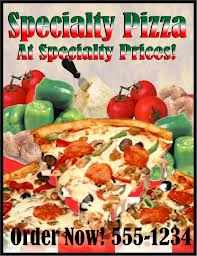 Specialty Pizza
At Specialty Prices!
Order Now! 555-1234